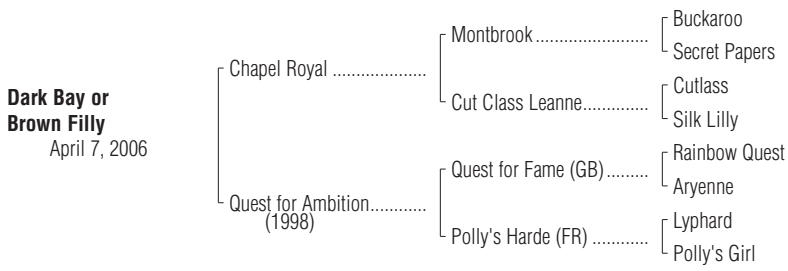 Buckaroo
Montbrook........................
Secret Papers
Chapel Royal ....................
Cutlass
Cut Class Leanne..............
Silk Lilly
Dark Bay or
Brown Filly
April 7, 2006
Rainbow Quest
Quest for Fame (GB).........
Aryenne
Quest for Ambition............
(1998)
Lyphard
Polly's Harde (FR) ............
Polly's Girl